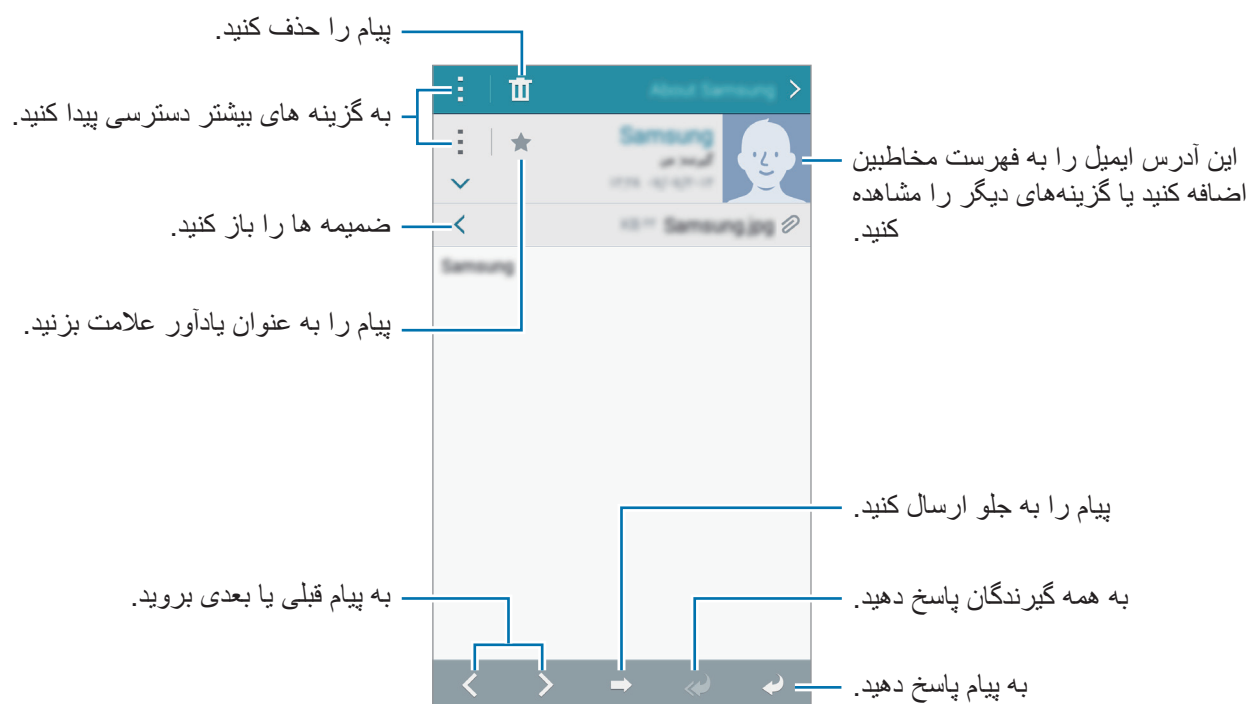 پیام را حذف کنید.
About Samsung
به گزینه های بیشتر دسترسی پیدا کنید.
Samsung
این آدرس ایمیل را به فهرست مخاطبین
اضافه کنید یا گزینه‌های دیگر را مشاهده
کنید.
ضمیمه ها را باز کنید.
Samsung.jpg
Samsung
پیام را به عنوان یادآور علامت بزنید.
پیام را به جلو ارسال کنید.
به پیام قبلی یا بعدی بروید.
به همه گیرندگان پاسخ دهید.
به پیام پاسخ دهید.